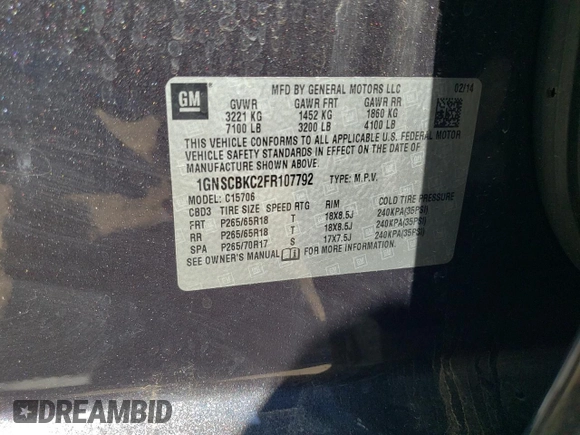 GM
MFD BY GENERAL MOTORS LLC 02/14
GVWR GAWR FRT GAWR RR
3221 KG 1452 KG 1860 KG
7100 LB 3200 LB 4100 LB
THIS VEHICLE CONFORMS TO ALL APPLICABLE U.S. FEDERAL MOTOR
VEHICLE SAFETY STANDARDS IN EFFECT ON THE DATE OF
MANUFACTURE SHOWN ABOVE.
1GNSCBKC2FR107792 TYPE: M.P.V.
MODEL: C15706
CBD3 TIRE SIZE SPEED RTG RIM COLD TIRE PRESSURE
FRT P265/65R18 T 18X8.5J 240KPA(35PSI)
RR P265/65R18 T 18X8.5J 240KPA(35PSI)
SPA P265/70R17 S 17X7.5J 240KPA(35PSI)
SEE OWNER'S MANUAL FOR MORE INFORMATION.
DREAMBID